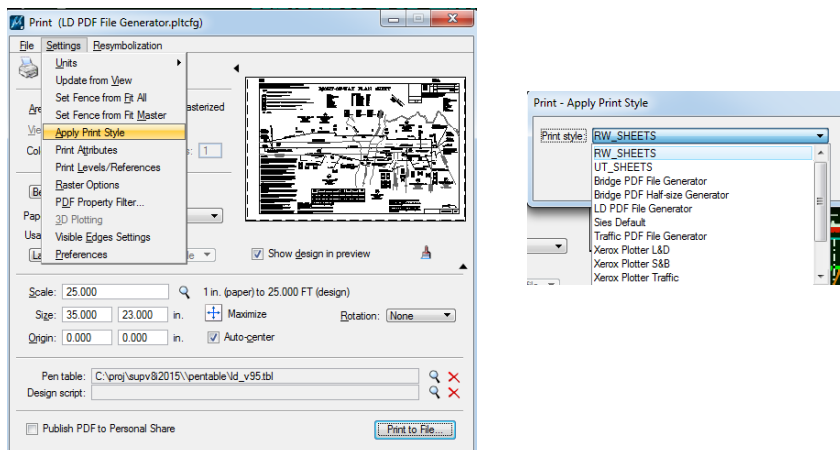 Print (LD PDF File Generator.pltcfg)
File Settings Resymbolization
Units
Update from View
Set Fence from Fit All
Set Fence from Fit Master
Apply Print Style
Print Attributes
Print Levels/References
Raster Options
PDF Property Filter...
3D Plotting
Visible Edges Settings
Preferences
asterized
1
Show design in preview
RIGHT-OF-WAY PLAN SHEET
Scale: 25.000 1 in. (paper) to 25.000 FT (design)
Size: 35.000 23.000 in. Maximize Rotation: None
Origin: 0.000 0.000 in. Auto-center
Pen table: C:\proj\supv8i2015\\pentable\ld_v95.tbl
Design script:
Publish PDF to Personal Share Print to File...
Print - Apply Print Style
Print style: RW_SHEETS
RW_SHEETS
UT_SHEETS
Bridge PDF File Generator
Bridge PDF Half-size Generator
LD PDF File Generator
Sies Default
Traffic PDF File Generator
Xerox Plotter L&D
Xerox Plotter S&B
Xerox Plotter Traffic